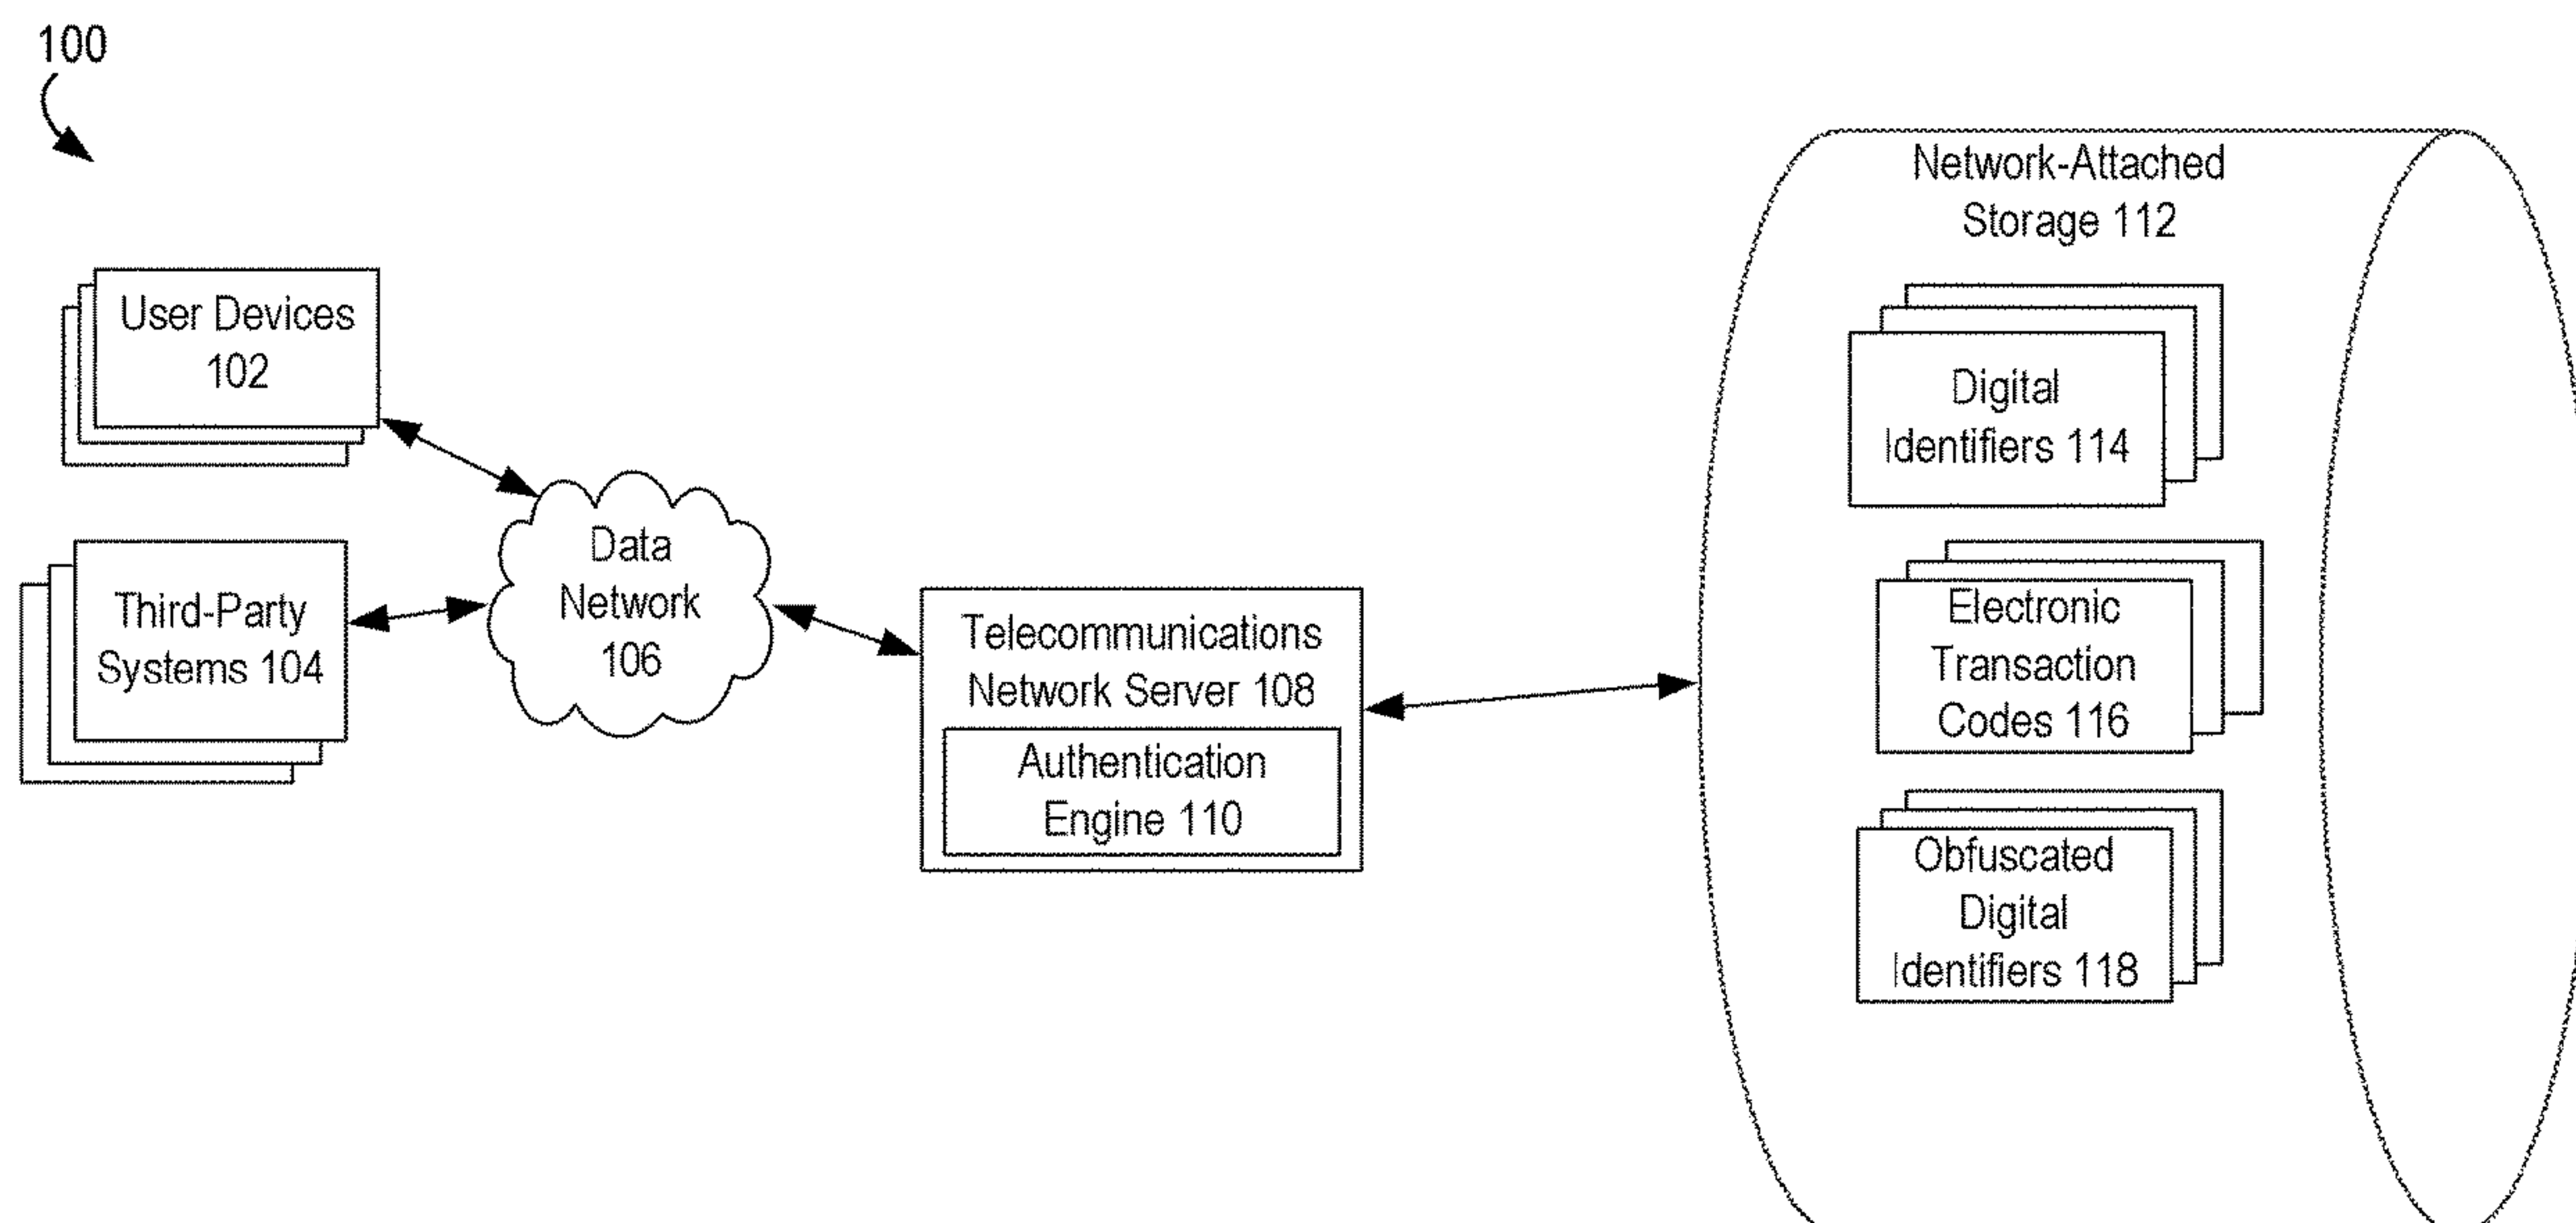 100
User Devices
102
Third-Party
Systems 104
Data
Network
106
Telecommunications
Network Server 108
Authentication
Engine 110
Network-Attached
Storage 112
Digital
Identifiers 114
Electronic
Transaction
Codes 116
Obfuscated
Digital
Identifiers 118